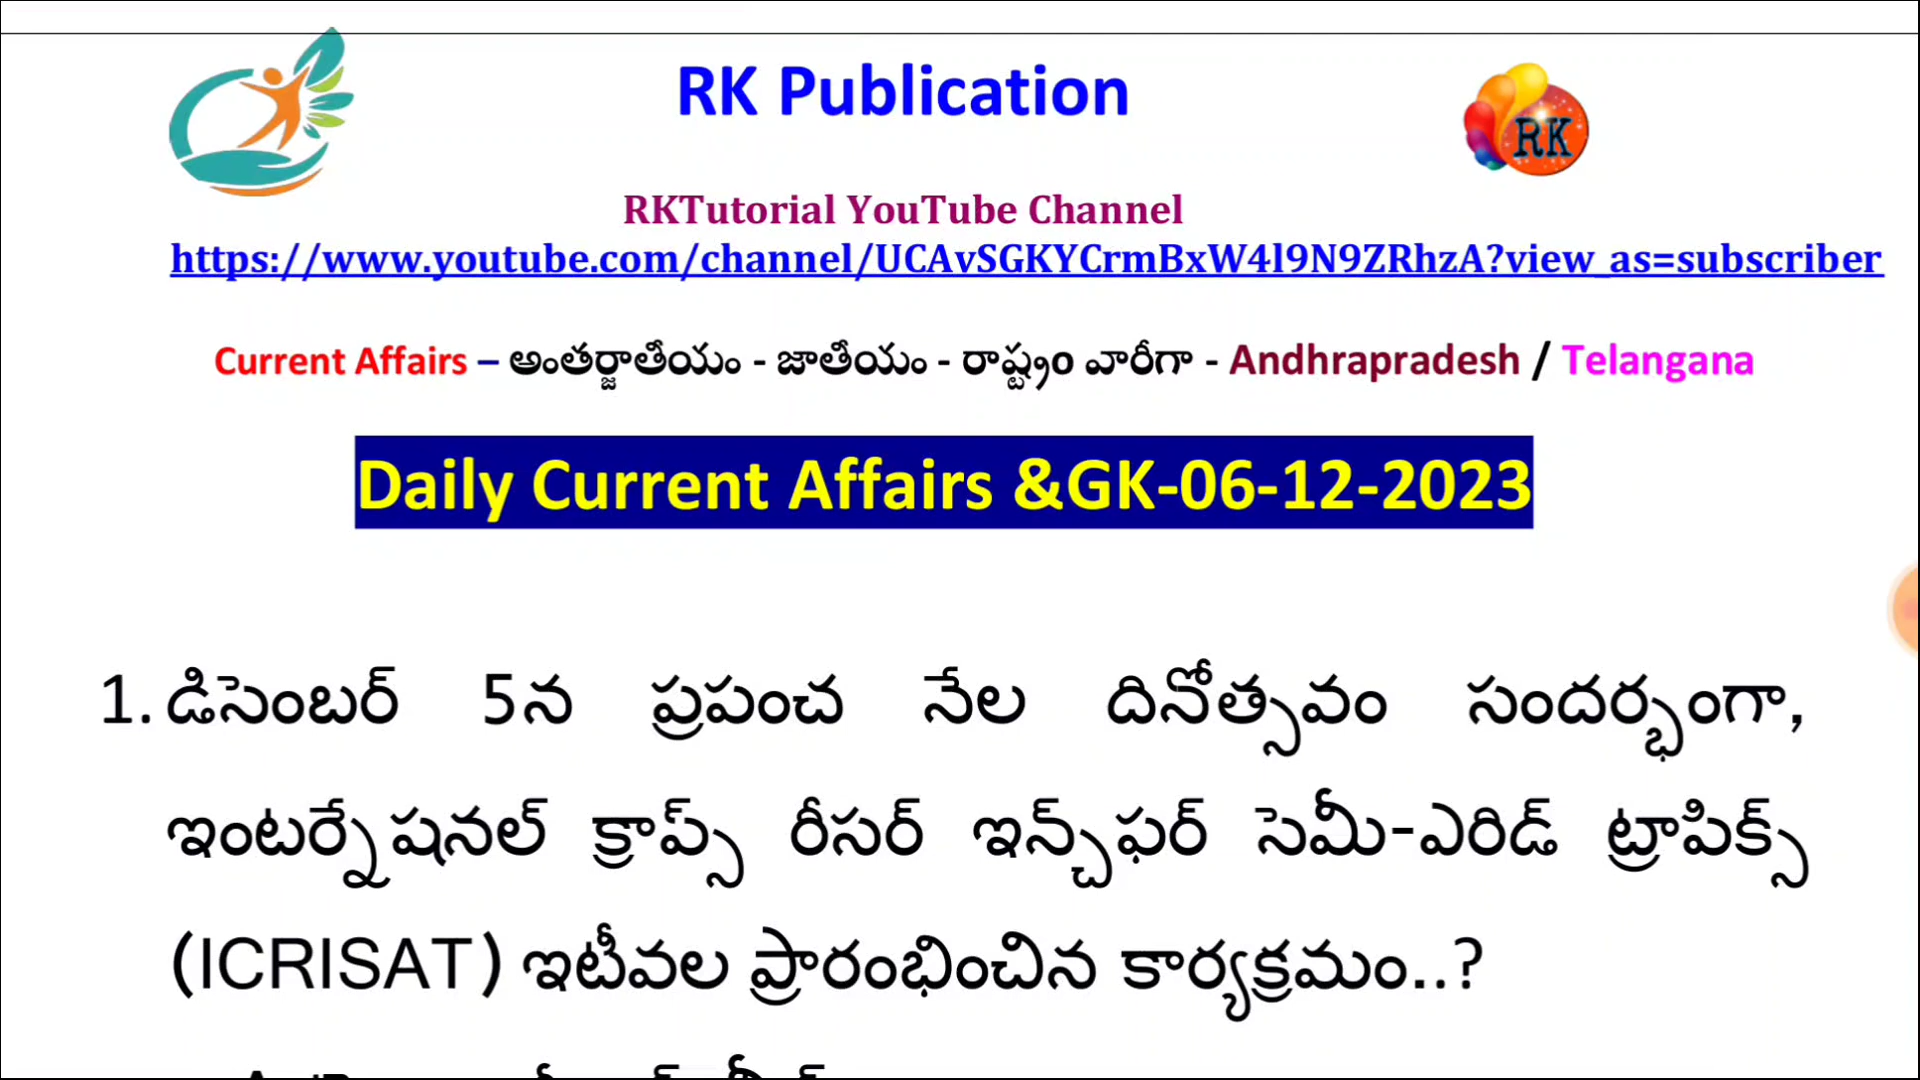 RK Publication
RK
RKTutorial YouTube Channel
https://www.youtube.com/channel/UCAvSGKYCrmBxW4l9N9ZRhzA?view_as=subscriber
Current Affairs – అంతర్జాతీయం - జాతీయం - రాష్ట్రo వారీగా - Andhrapradesh / Telangana
Daily Current Affairs &GK-06-12-2023
1. డిసెంబర్ 5న ప్రపంచ నేల దినోత్సవం సందర్భంగా,
ఇంటర్నేషనల్ క్రాప్స్ రీసర్ ఇన్చ్ఫర్ సెమీ-ఎరిడ్ ట్రాపిక్స్
(ICRISAT) ఇటీవల ప్రారంభించిన కార్యక్రమం..?